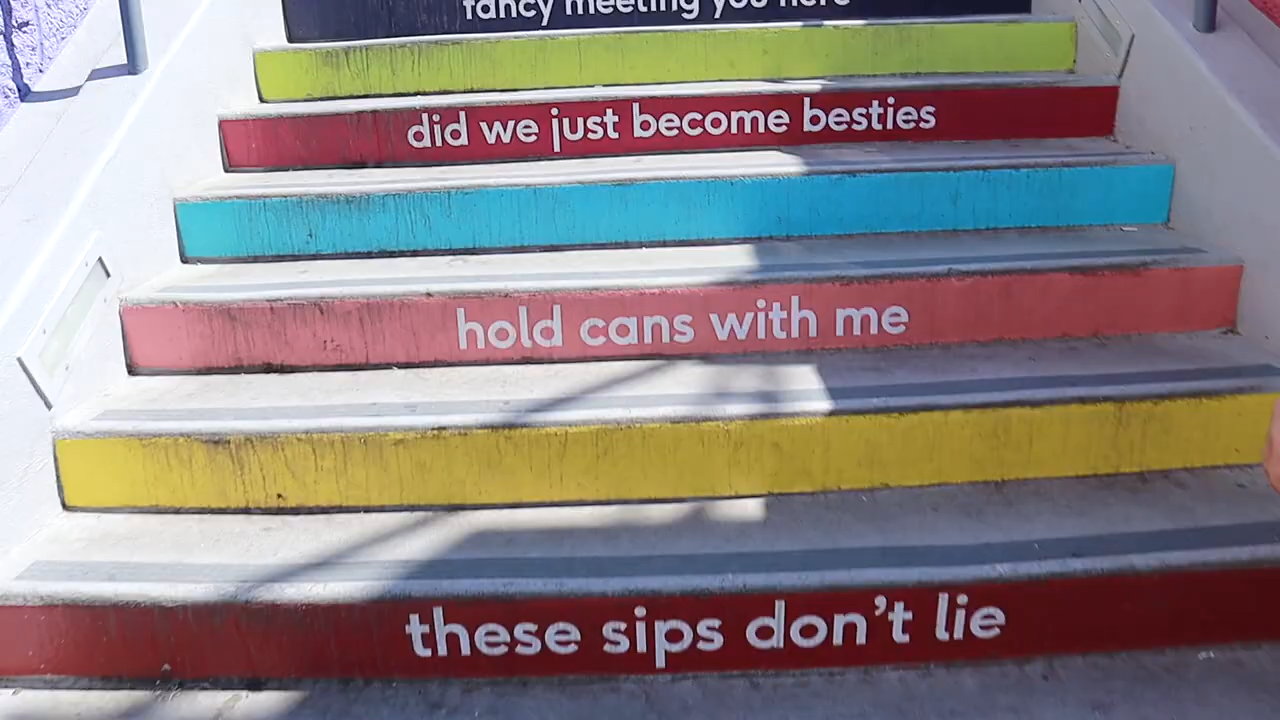 fancy meeting you here
did we just become besties
hold cans with me
these sips don't lie